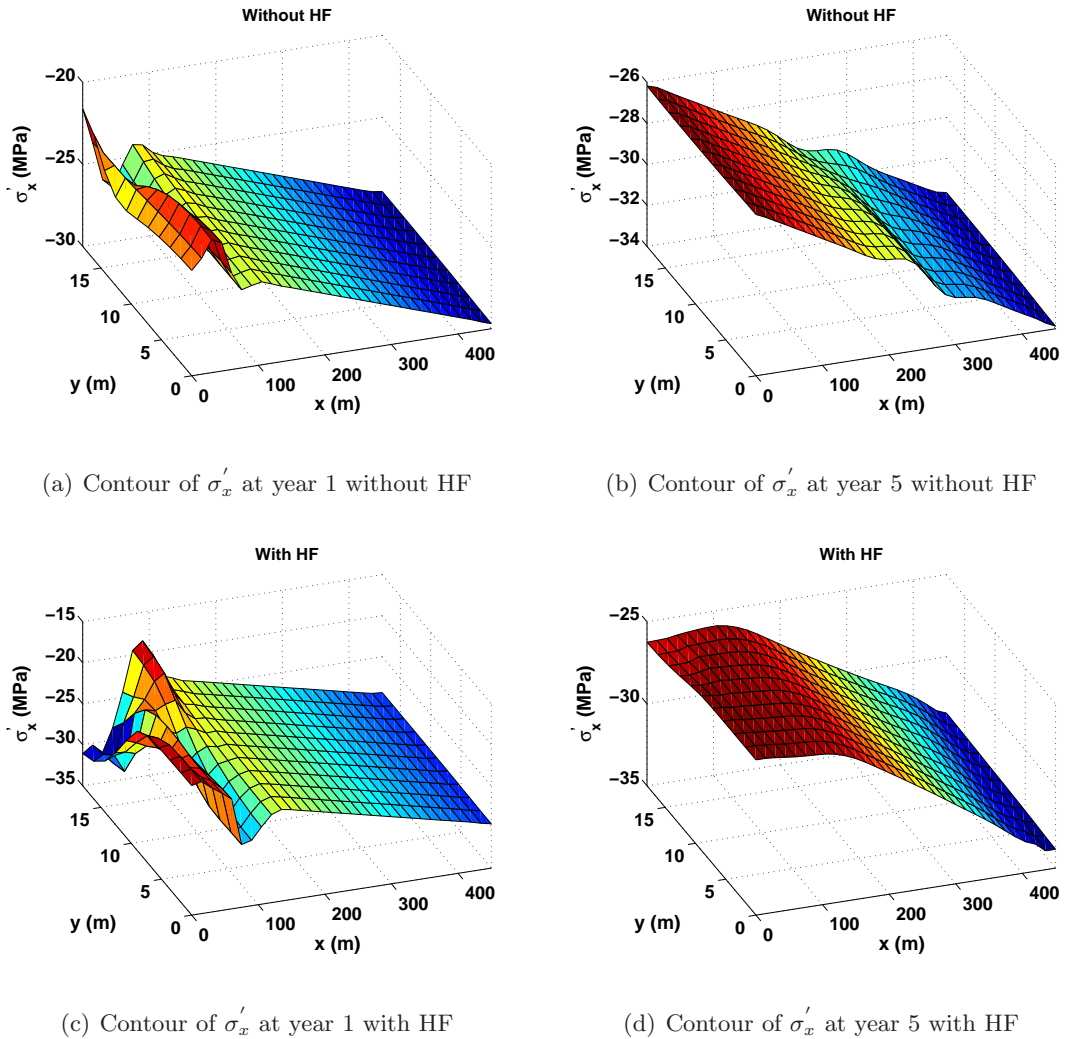 Without HF
−20
−25
−30
σ'x (MPa)
15
10
5
0
y (m)
0
100
200
300
400
x (m)
Without HF
−26
−28
−30
−32
−34
σ'x (MPa)
15
10
5
0
y (m)
0
100
200
300
400
x (m)
(a) Contour of σ'x at year 1 without HF
(b) Contour of σ'x at year 5 without HF
With HF
−15
−20
−25
−30
−35
σ'x (MPa)
15
10
5
0
y (m)
0
100
200
300
400
x (m)
With HF
−25
−30
−35
σ'x (MPa)
15
10
5
0
y (m)
0
100
200
300
400
x (m)
(c) Contour of σ'x at year 1 with HF
(d) Contour of σ'x at year 5 with HF